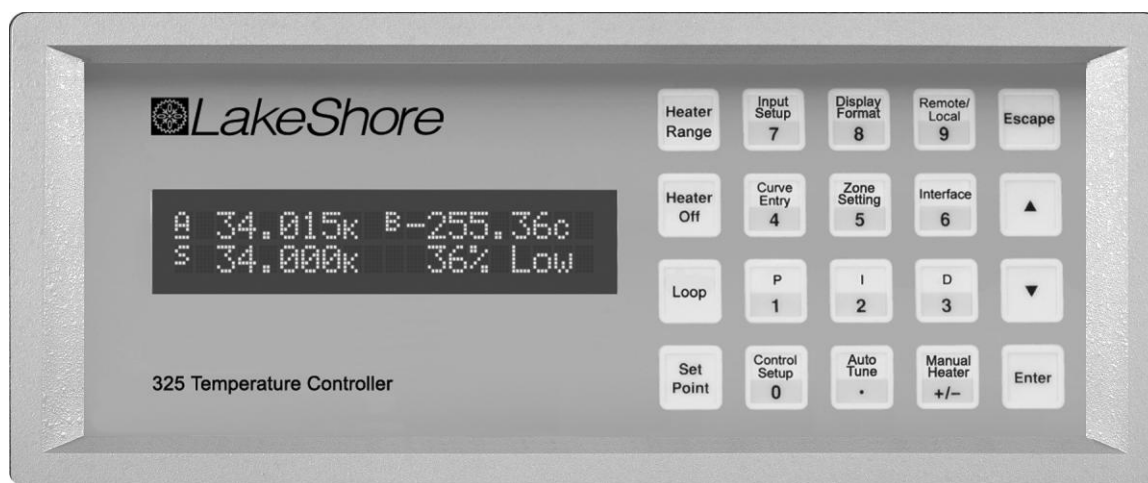 LakeShore
A 34.015K B-255.36C
S 34.000K 36% Low
325 Temperature Controller
Heater
Range
Input
Setup
7
Display
Format
8
Remote/
Local
9
Escape
Heater
Off
Curve
Entry
4
Zone
Setting
5
Interface
6
▲
Loop
P
1
I
2
D
3
▼
Set
Point
Control
Setup
0
Auto
Tune
.
Manual
Heater
+/−
Enter